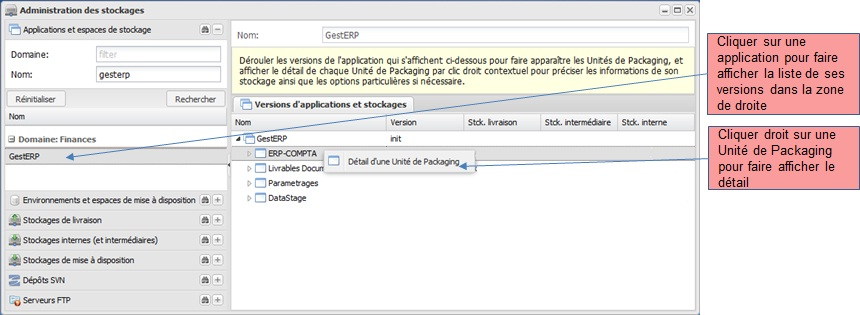 Administration des stockages
Applications et espaces de stockage
Domaine:
filter
Nom:
gesterp
Réinitialiser
Rechercher
Nom
Domaine: Finances
GestERP
Environnements et espaces de mise à disposition
Stockages de livraison
Stockages internes (et intermédiaires)
Stockages de mise à disposition
Dépôts SVN
Serveurs FTP
Nom:
GestERP
Dérouler les versions de l'application qui s'affichent ci-dessous pour faire apparaître les Unités de Packaging, et
afficher le détail de chaque Unité de Packaging par clic droit contextuel pour préciser les informations de son
stockage ainsi que les options particulières si nécessaire.
Versions d'applications et stockages
Nom Version Stck. livraison Stck. intermédiaire Stck. interne
GestERP init
ERP-COMPTA
Détail d'une Unité de Packaging
Livrables Docum
Parametrages
DataStage
Cliquer sur une
application pour faire
afficher la liste de ses
versions dans la zone
de droite
Cliquer droit sur une
Unité de Packaging
pour faire afficher le
détail